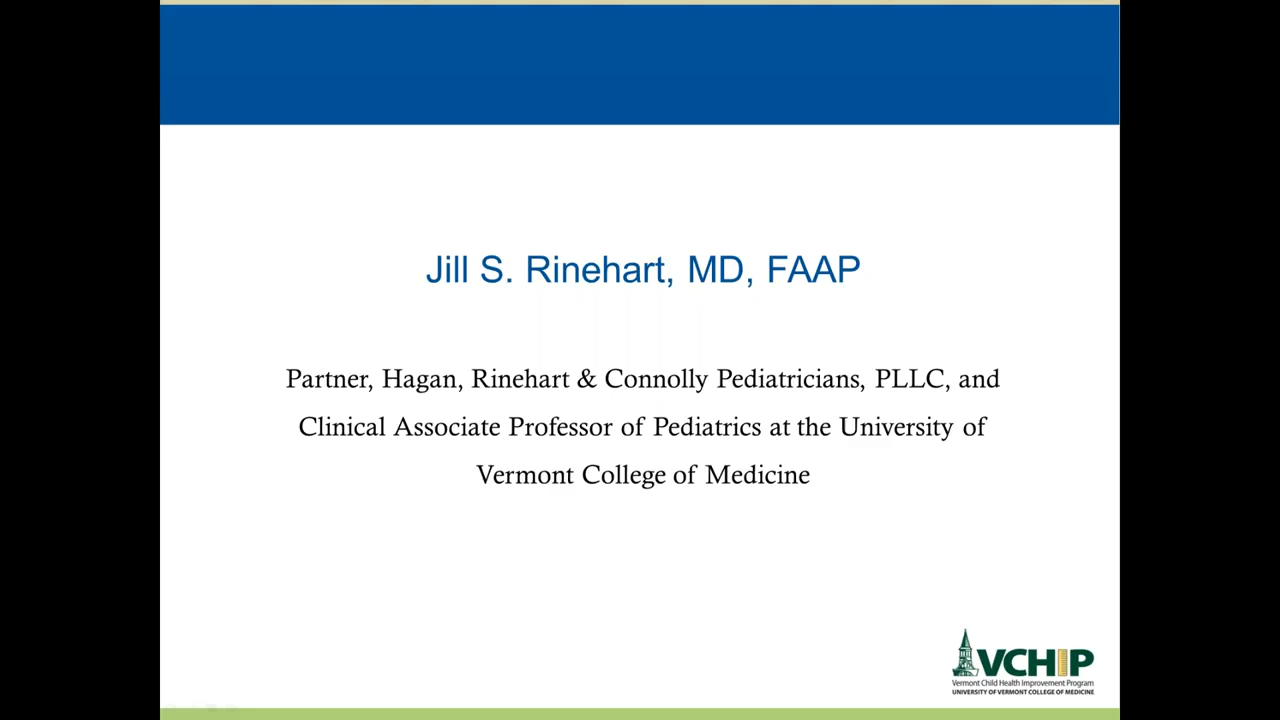 Jill S. Rinehart, MD, FAAP
Partner, Hagan, Rinehart & Connolly Pediatricians, PLLC, and
Clinical Associate Professor of Pediatrics at the University of
Vermont College of Medicine
VCHIP
Vermont Child Health Improvement Program
UNIVERSITY OF VERMONT COLLEGE OF MEDICINE